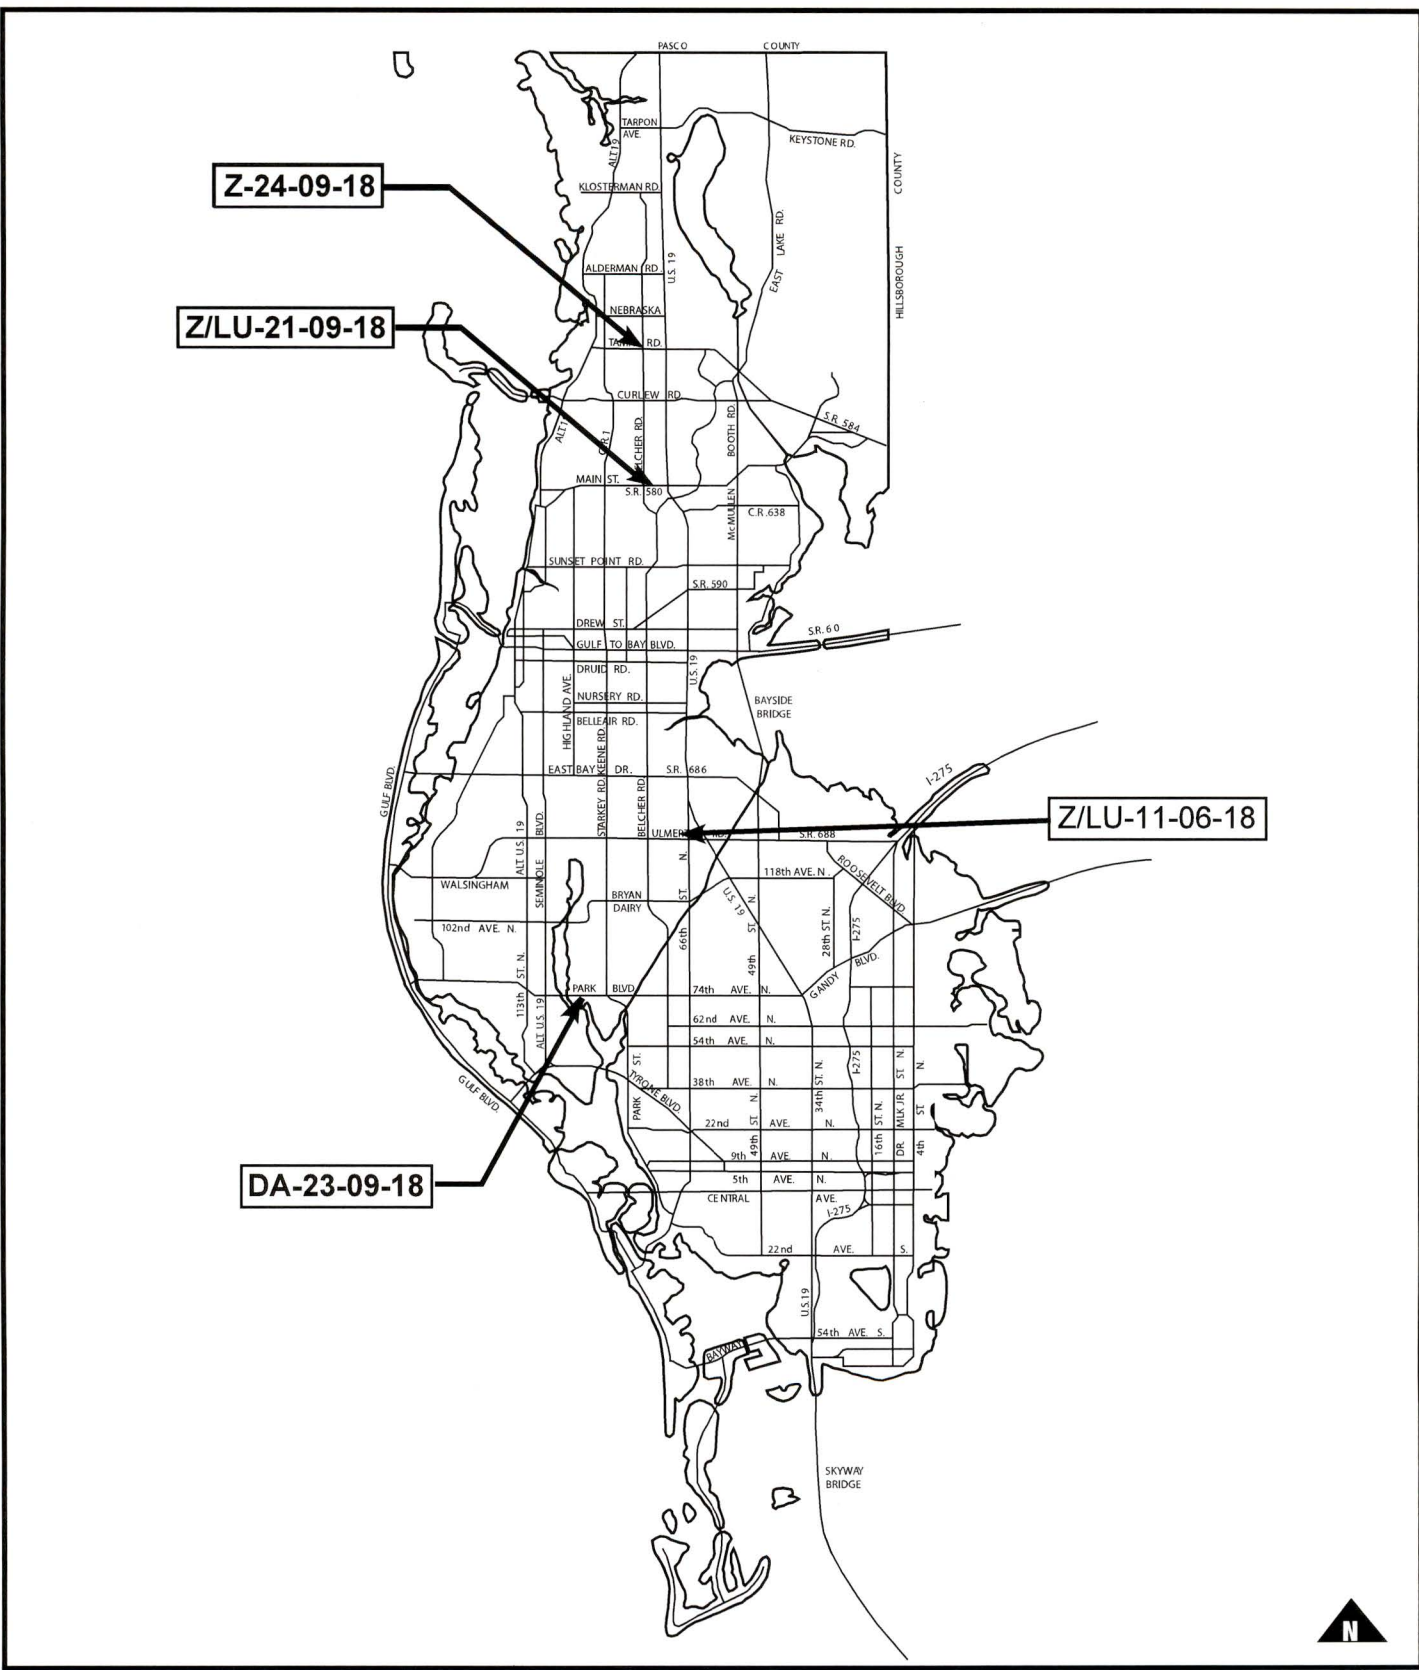 PASCO COUNTY
TARPON
AVE.
KEYSTONE RD.
ALT 19
COUNTY
HILLSBOROUGH
Z-24-09-18
KLOSTERMAN RD.
EAST LAKE RD.
U.S. 19
ALDERMAN RD.
NEBRASKA
Z/LU-21-09-18
RD.
CURLEW RD.
S.R. 584
BOOTH RD.
McMULLEN
MAIN ST.
S.R. 580
C.R. 638
SUNSET POINT RD.
S.R. 590
DREW ST.
S.R. 60
GULF TO BAY BLVD.
DRUID RD.
U.S. 19
NURSERY RD.
BAYSIDE
BRIDGE
HIGHLAND AVE.
BELLEAIR RD.
KEENE RD.
STARKEY RD.
EAST BAY DR. S.R. 686
I-275
GULF BLVD.
BELCHER RD.
Z/LU-11-06-18
S.R. 688
ALT U.S. 19
SEMINOLE BLVD.
WALSINGHAM
118th AVE. N.
ROOSEVELT BLVD.
BRYAN
DAIRY
U.S. 19
102nd AVE. N.
66th ST. N.
49th ST. N.
28th ST. N.
I-275
GANDY BLVD.
113th ST. N.
ALT U.S. 19
PARK BLVD.
74th AVE. N.
62nd AVE. N.
54th AVE. N.
38th AVE. N.
TYRONE BLVD.
PARK ST.
GULF BLVD.
34th ST. N.
I-275
22nd AVE. N.
49th ST. N.
16th ST. N.
DR. MLK JR. ST N.
4th ST N.
9th AVE. N.
5th AVE. N.
DA-23-09-18
CENTRAL AVE.
I-275
22nd AVE. S.
U.S. 19
54th AVE. S.
BAYWAY
SKYWAY
BRIDGE
N